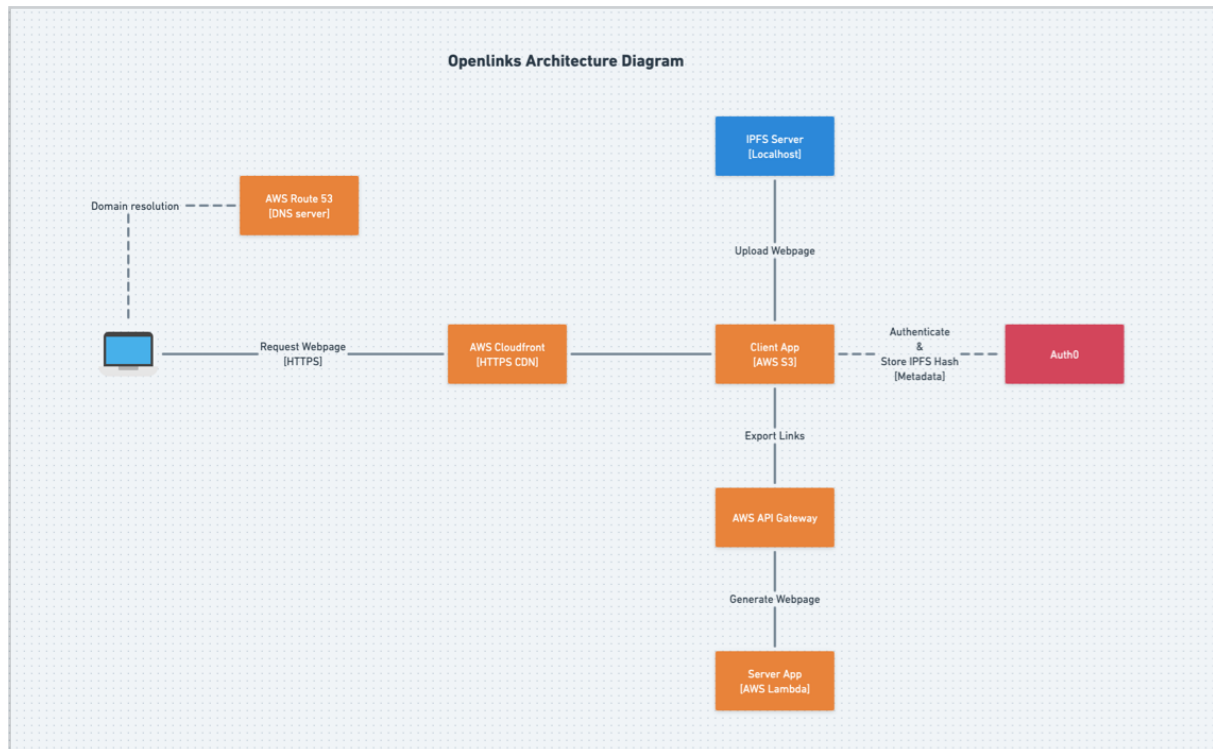 Openlinks Architecture Diagram
IPFS Server
[Localhost]
AWS Route 53
[DNS server]
Domain resolution
Upload Webpage
Request Webpage
[HTTPS]
AWS Cloudfront
[HTTPS CDN]
Client App
[AWS S3]
Authenticate
&
Store IPFS Hash
[Metadata]
Auth0
Export Links
AWS API Gateway
Generate Webpage
Server App
[AWS Lambda]